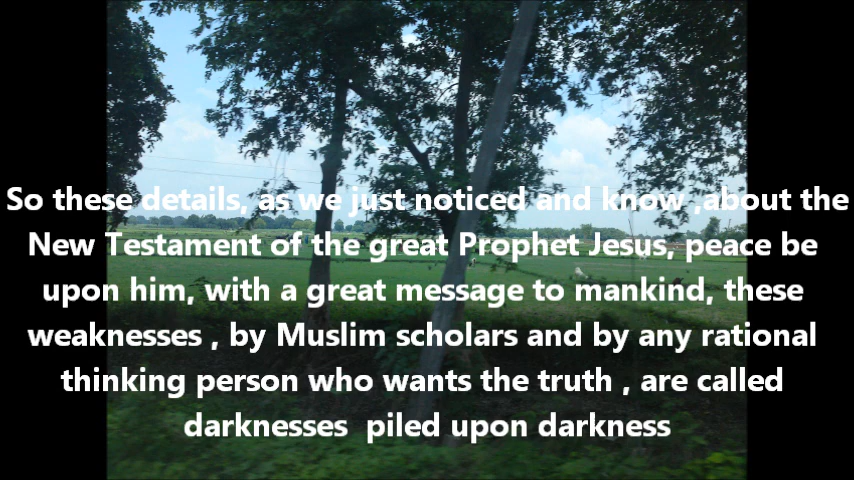 So these details, as we just noticed and know ,about the
New Testament of the great Prophet Jesus, peace be
upon him, with a great message to mankind, these
weaknesses , by Muslim scholars and by any rational
thinking person who wants the truth , are called
darknesses  piled upon darkness